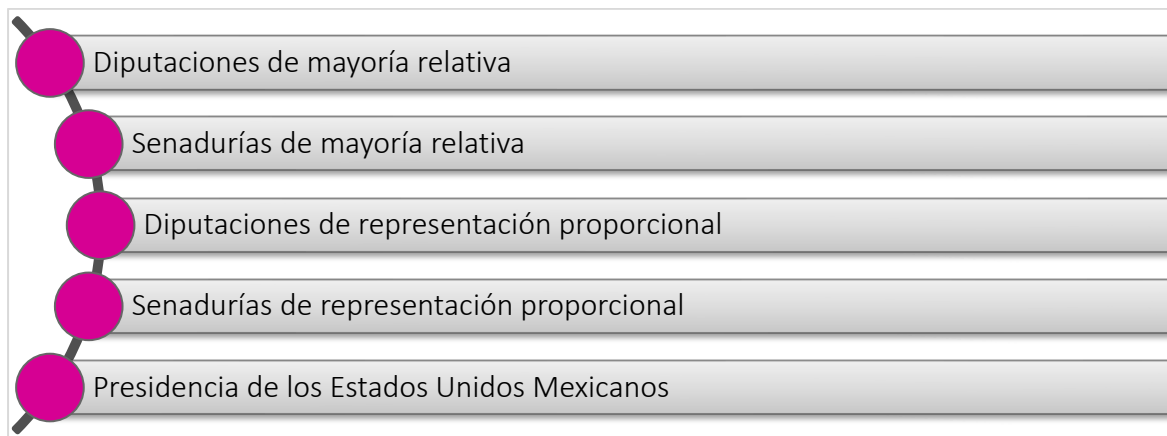 Diputaciones de mayoría relativa
Senadurías de mayoría relativa
Diputaciones de representación proporcional
Senadurías de representación proporcional
Presidencia de los Estados Unidos Mexicanos